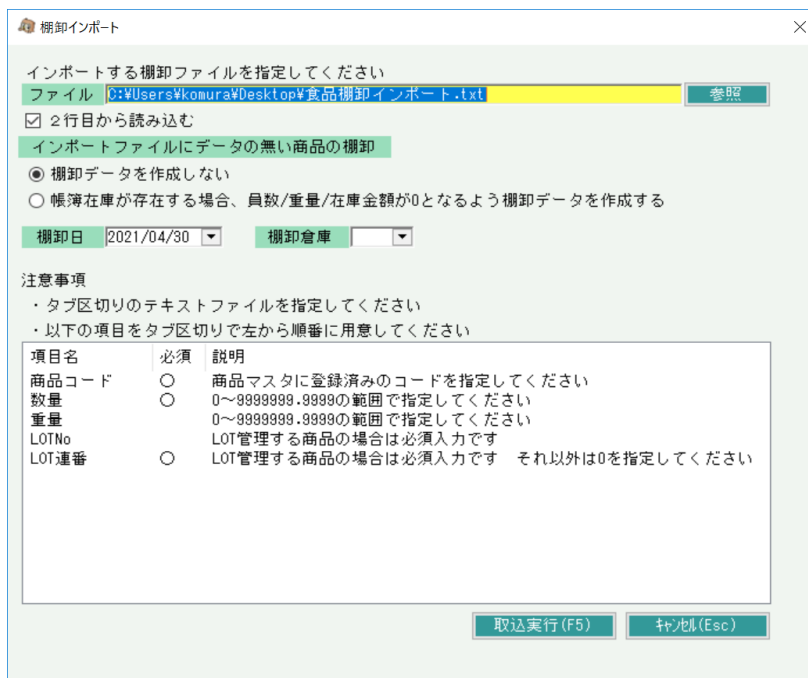 棚卸インポート
インポートする棚卸ファイルを指定してください
ファイル C:¥Users¥komura¥Desktop¥食品棚卸インポート.txt 参照
２行目から読み込む
インポートファイルにデータの無い商品の棚卸
棚卸データを作成しない
帳簿在庫が存在する場合、員数/重量/在庫金額が0となるよう棚卸データを作成する
棚卸日 2021/04/30 棚卸倉庫
注意事項
・タブ区切りのテキストファイルを指定してください
・以下の項目をタブ区切りで左から順番に用意してください
項目名 必須 説明
商品コード ○ 商品マスタに登録済みのコードを指定してください
数量 ○ 0～9999999.9999の範囲で指定してください
重量 0～9999999.9999の範囲で指定してください
LOTNo LOT管理する商品の場合は必須入力です
LOT連番 ○ LOT管理する商品の場合は必須入力です　それ以外は0を指定してください
取込実行(F5) ｷｬﾝｾﾙ(Esc)